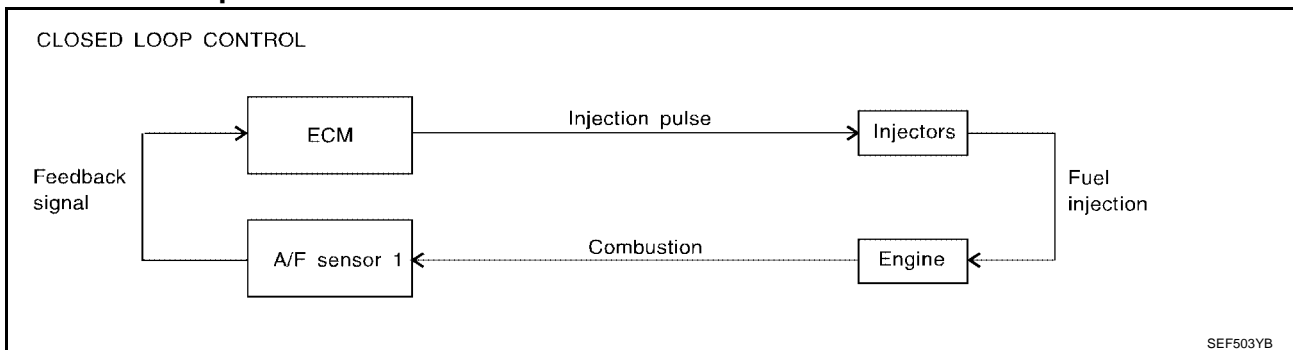 CLOSED LOOP CONTROL
ECM
Injection pulse
Injectors
Feedback
signal
Fuel
injection
A/F sensor 1
Combustion
Engine
SEF503YB